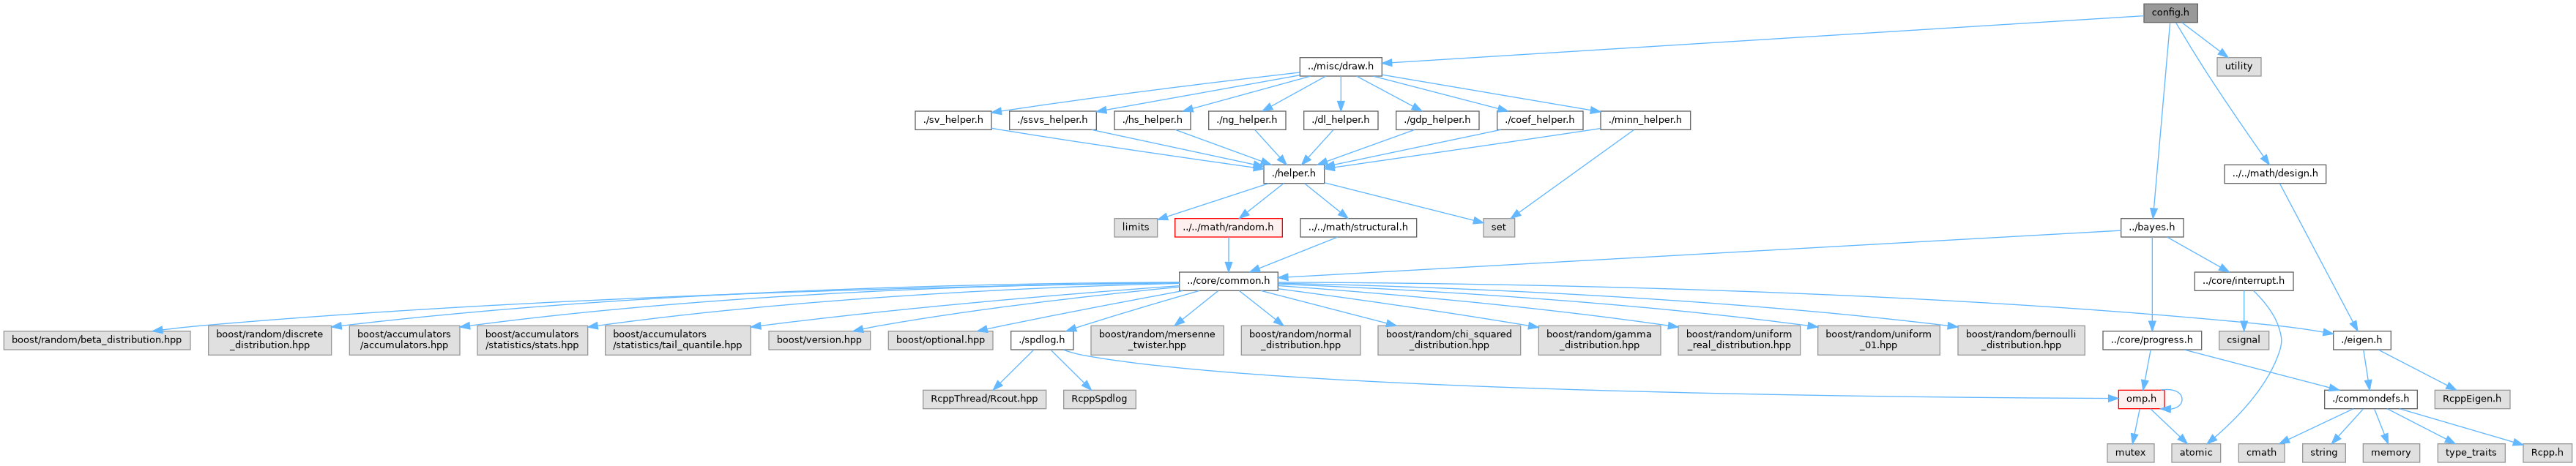 config.h
../misc/draw.h
utility
./sv_helper.h
./ssvs_helper.h
./hs_helper.h
./ng_helper.h
./dl_helper.h
./gdp_helper.h
./coef_helper.h
./minn_helper.h
./helper.h
../../math/design.h
limits
../../math/random.h
../../math/structural.h
set
../bayes.h
../core/common.h
../core/interrupt.h
boost/random/beta_distribution.hpp
boost/random/discrete
_distribution.hpp
boost/accumulators
/accumulators.hpp
boost/accumulators
/statistics/stats.hpp
boost/accumulators
/statistics/tail_quantile.hpp
boost/version.hpp
boost/optional.hpp
./spdlog.h
boost/random/mersenne
_twister.hpp
boost/random/normal
_distribution.hpp
boost/random/chi_squared
_distribution.hpp
boost/random/gamma
_distribution.hpp
boost/random/uniform
_real_distribution.hpp
boost/random/uniform
_01.hpp
boost/random/bernoulli
_distribution.hpp
../core/progress.h
csignal
./eigen.h
RcppThread/Rcout.hpp
RcppSpdlog
omp.h
./commondefs.h
RcppEigen.h
mutex
atomic
cmath
string
memory
type_traits
Rcpp.h